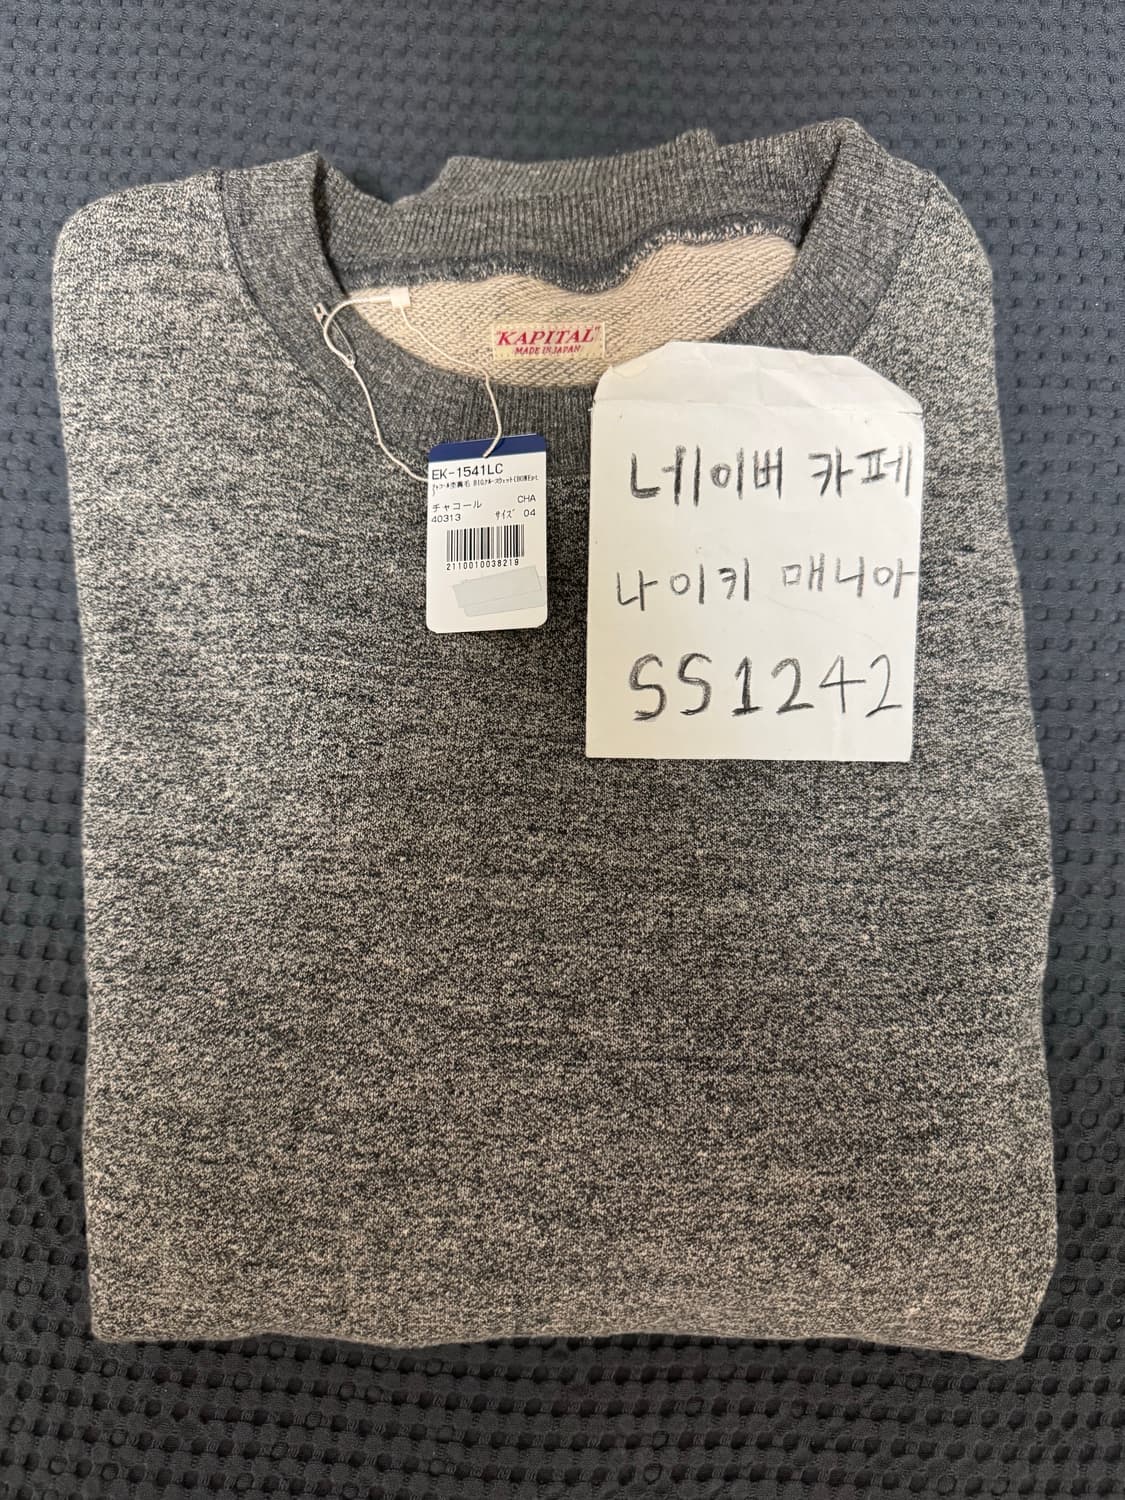 "KAPITAL"
MADE IN JAPAN
EK-1541LC
チャコール CHA
40313 サイズ 04
2110010038219
네이버 카페
나이키 매니아
SS1242